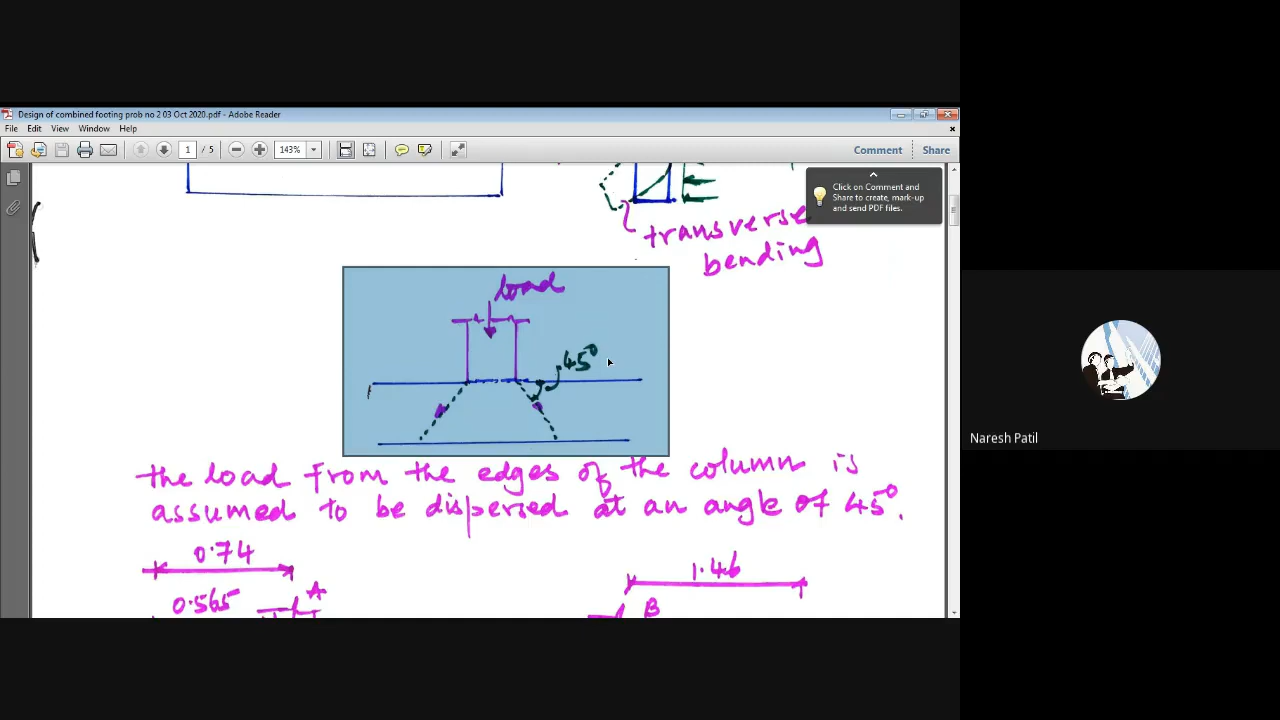 Design of combined footing prob no 2 03 Oct 2020.pdf - Adobe Reader
File Edit View Window Help
1 / 5 143% Comment Share
Click on Comment and
Share to create, mark-up
and send PDF files.
transverse
bending
load
45°
the load from the edges of the column is
assumed to be dispersed at an angle of 45°.
0.74
1.46
0.565
A
B
Naresh Patil